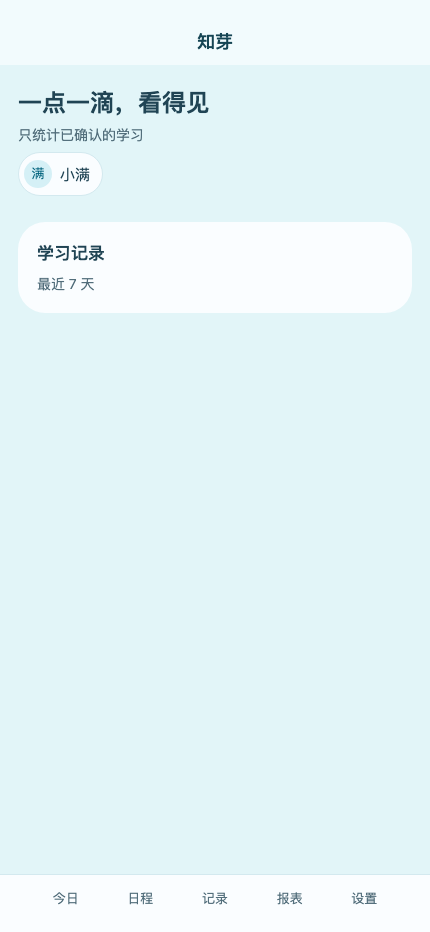 知芽
一点一滴，看得见
只统计已确认的学习
满 小满
学习记录
最近 7 天
今日 日程 记录 报表 设置